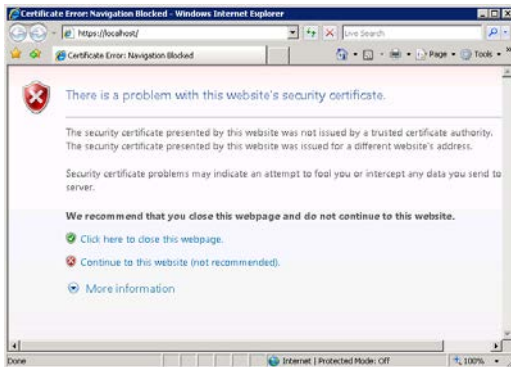 Certificate Error: Navigation Blocked - Windows Internet Explorer
https://localhost/
Live Search
Certificate Error: Navigation Blocked
Page
Tools
There is a problem with this website's security certificate.
The security certificate presented by this website was not issued by a trusted certificate authority.
The security certificate presented by this website was issued for a different website's address.
Security certificate problems may indicate an attempt to fool you or intercept any data you send to
server.
We recommend that you close this webpage and do not continue to this website.
Click here to close this webpage.
Continue to this website (not recommended).
More information
Done
Internet | Protected Mode: Off
100%